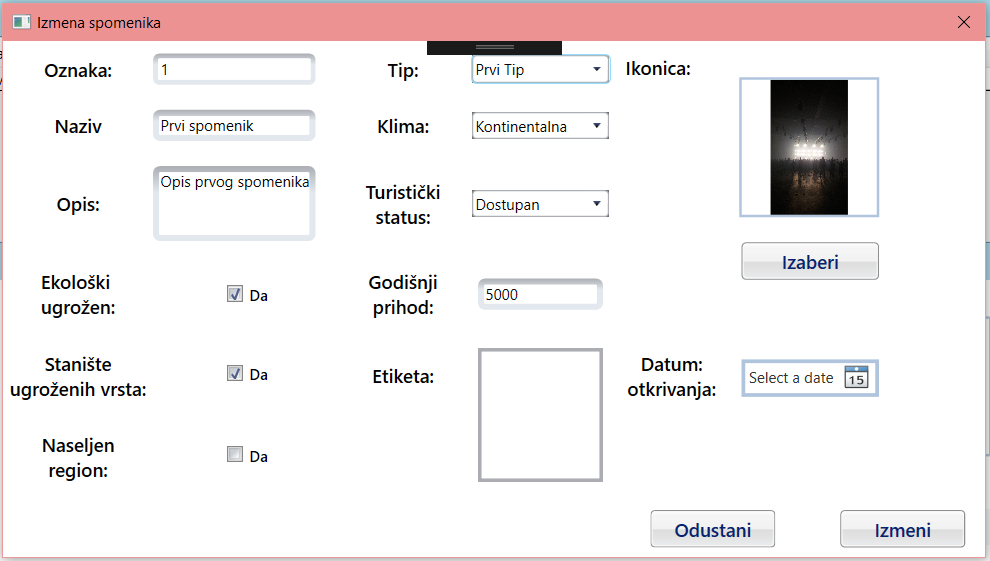 Izmena spomenika
Oznaka:
1
Tip:
Prvi Tip
Ikonica:
Naziv
Prvi spomenik
Klima:
Kontinentalna
Opis:
Opis prvog spomenika
Turistički
status:
Dostupan
Izaberi
Ekološki
ugrožen:
Da
Godišnji
prihod:
5000
Stanište
ugroženih vrsta:
Da
Etiketa:
Datum:
otkrivanja:
Select a date
15
Naseljen
region:
Da
Odustani
Izmeni